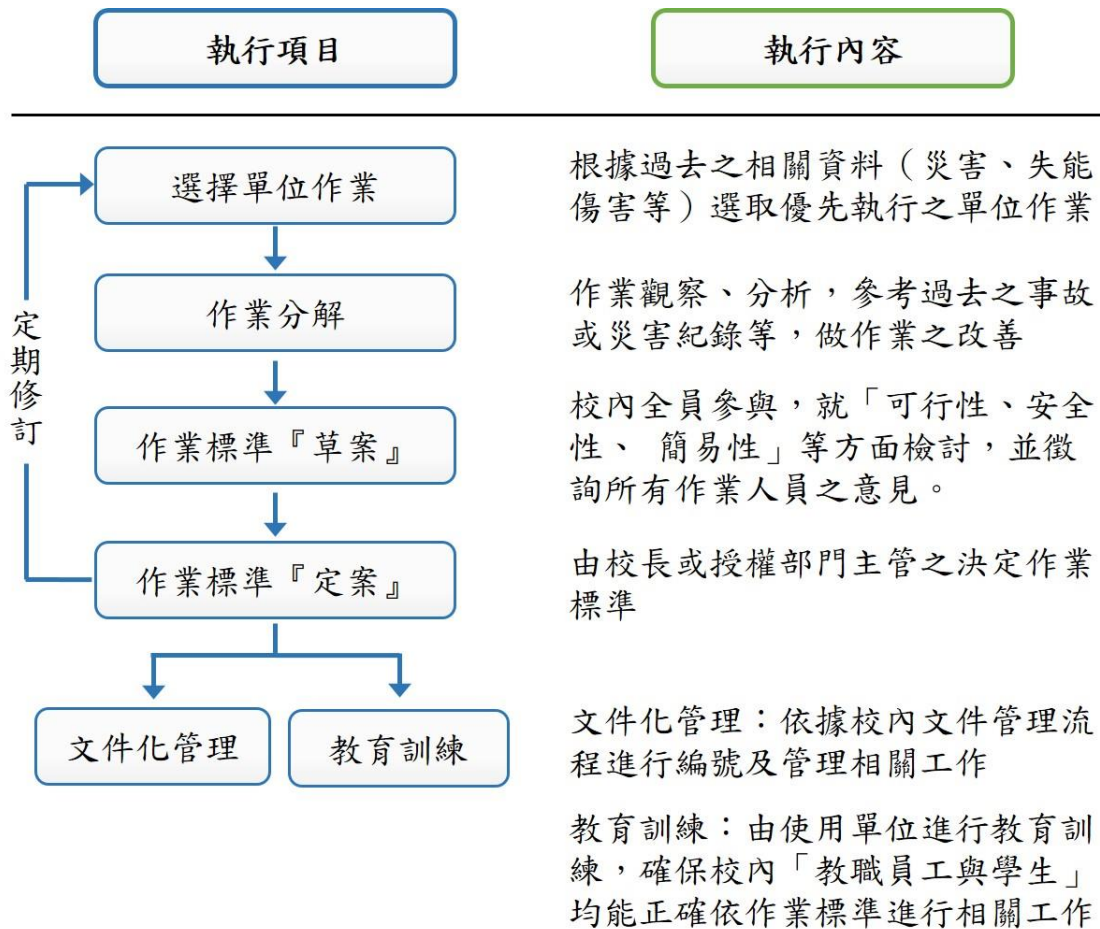 執行項目
執行內容
選擇單位作業
根據過去之相關資料（災害、失能
傷害等）選取優先執行之單位作業
作業分解
作業觀察、分析，參考過去之事故
或災害紀錄等，做作業之改善
定期修訂
作業標準『草案』
校內全員參與，就「可行性、安全
性、 簡易性」等方面檢討，並徵
詢所有作業人員之意見。
作業標準『定案』
由校長或授權部門主管之決定作業
標準
文件化管理
教育訓練
文件化管理：依據校內文件管理流
程進行編號及管理相關工作
教育訓練：由使用單位進行教育訓
練，確保校內「教職員工與學生」
均能正確依作業標準進行相關工作